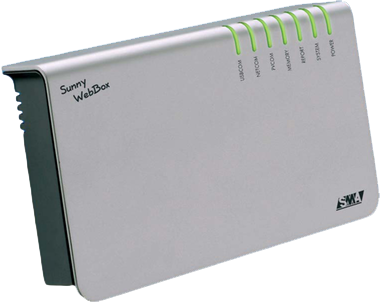 Sunny
WebBox
USBCOM
NETCOM
PVCOM
MEMORY
REPORT
SYSTEM
POWER
SMA